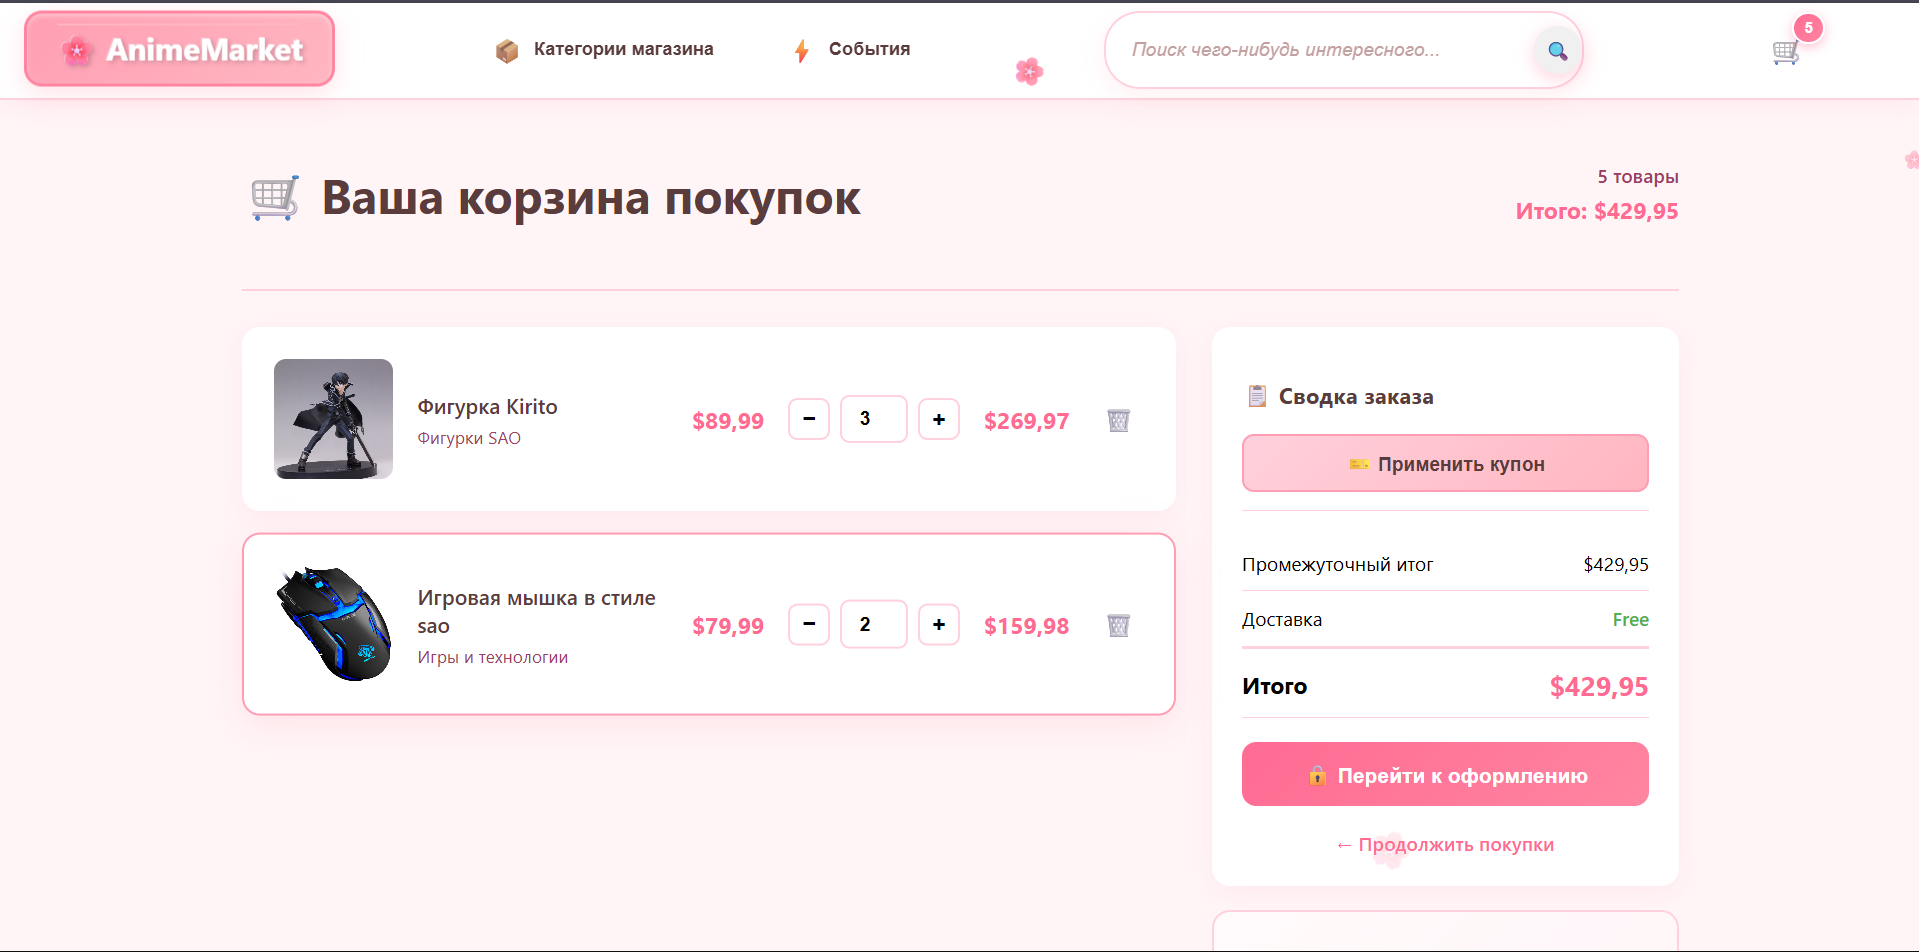 AnimeMarket
Категории магазина
События
Поиск чего-нибудь интересного...
5
Ваша корзина покупок
5 товары
Итого: $429,95
Фигурка Kirito
Фигурки SAO
$89,99
−
3
+
$269,97
Игровая мышка в стиле
sao
Игры и технологии
$79,99
−
2
+
$159,98
Сводка заказа
Применить купон
Промежуточный итог
$429,95
Доставка
Free
Итого
$429,95
Перейти к оформлению
← Продолжить покупки